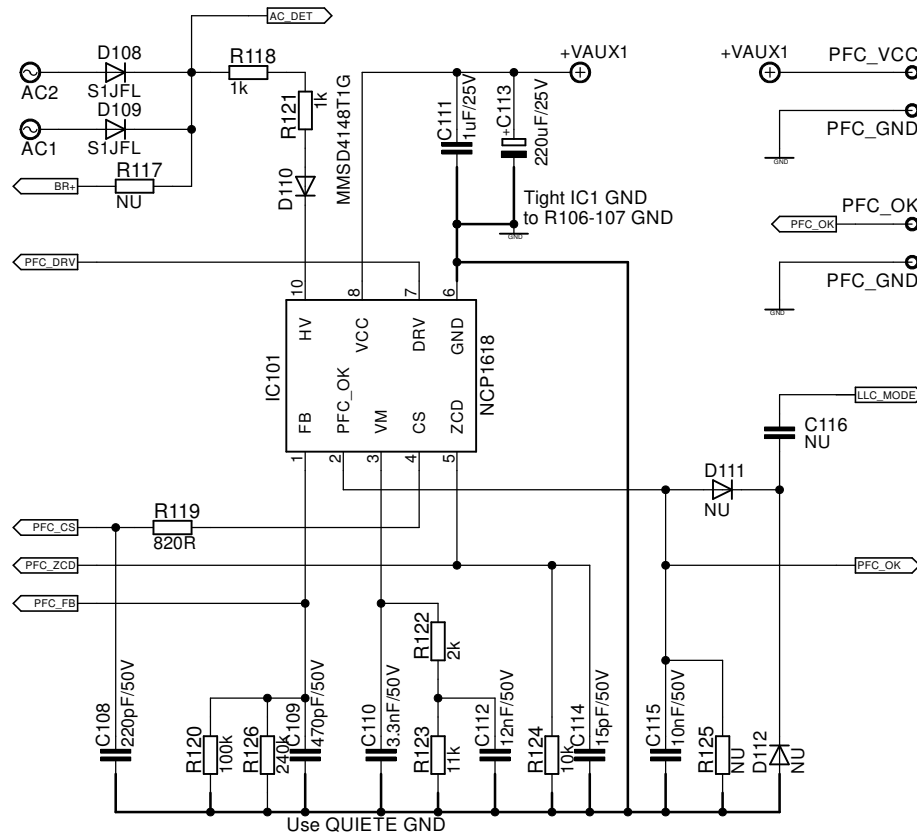 AC_DET
D108
S1JFL
AC2
D109
S1JFL
AC1
R117
NU
BR+
R118
1k
R121
1k
D110
MMSD4148T1G
+VAUX1
C111
1uF/25V
+
C113
220uF/25V
GND
Tight IC1 GND
to R106-107 GND
+VAUX1
PFC_VCC
PFC_GND
GND
PFC_OK
PFC_OK
PFC_GND
GND
PFC_DRV
10
8
7
6
HV
VCC
DRV
GND
IC101
NCP1618
FB
PFC_OK
VM
CS
ZCD
1
2
3
4
5
LLC_MODE
C116
NU
D111
NU
PFC_CS
R119
820R
PFC_ZCD
PFC_OK
PFC_FB
C108
220pF/50V
R120
100k
R126
240k
C109
470pF/50V
C110
3.3nF/50V
R122
2k
R123
11k
C112
12nF/50V
R124
10k
C114
15pF/50V
C115
10nF/50V
R125
NU
D112
NU
Use QUIETE GND